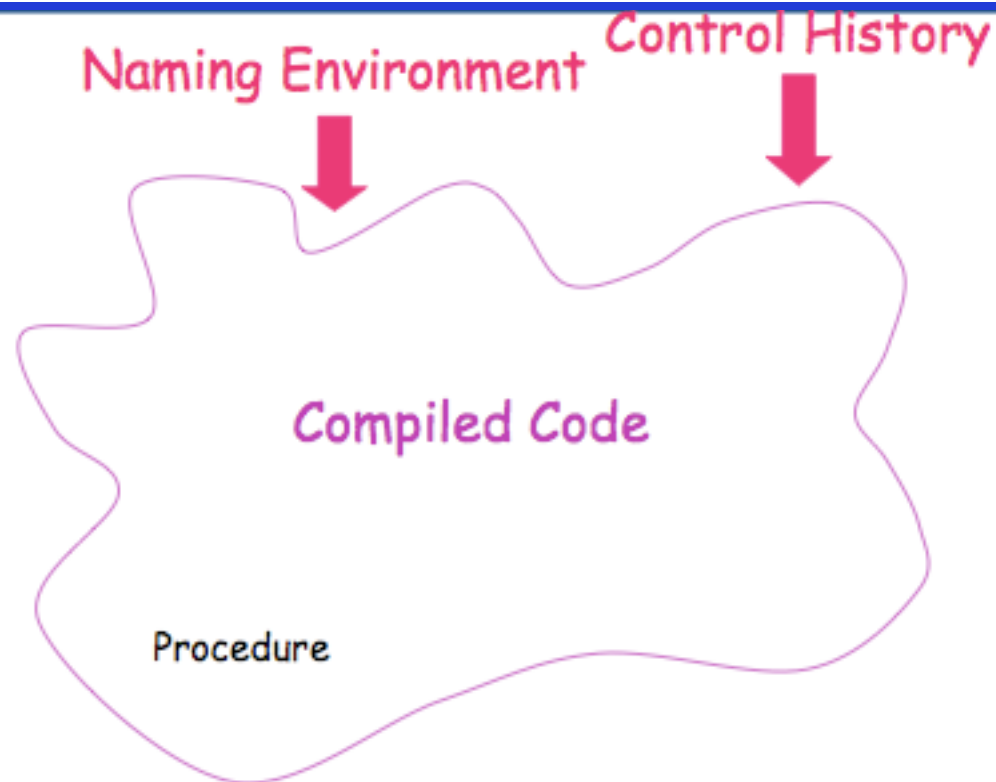 Naming Environment
Control History
Compiled Code
Procedure